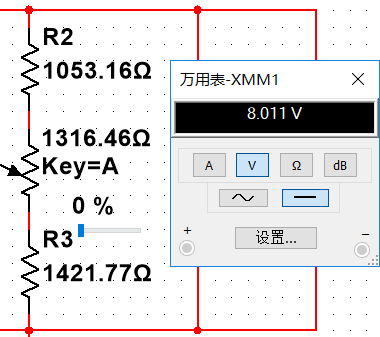 R2
1053.16Ω
1316.46Ω
Key=A
0 %
R3
1421.77Ω
万用表-XMM1
8.011 V
A V Ω dB
+ −
设置...